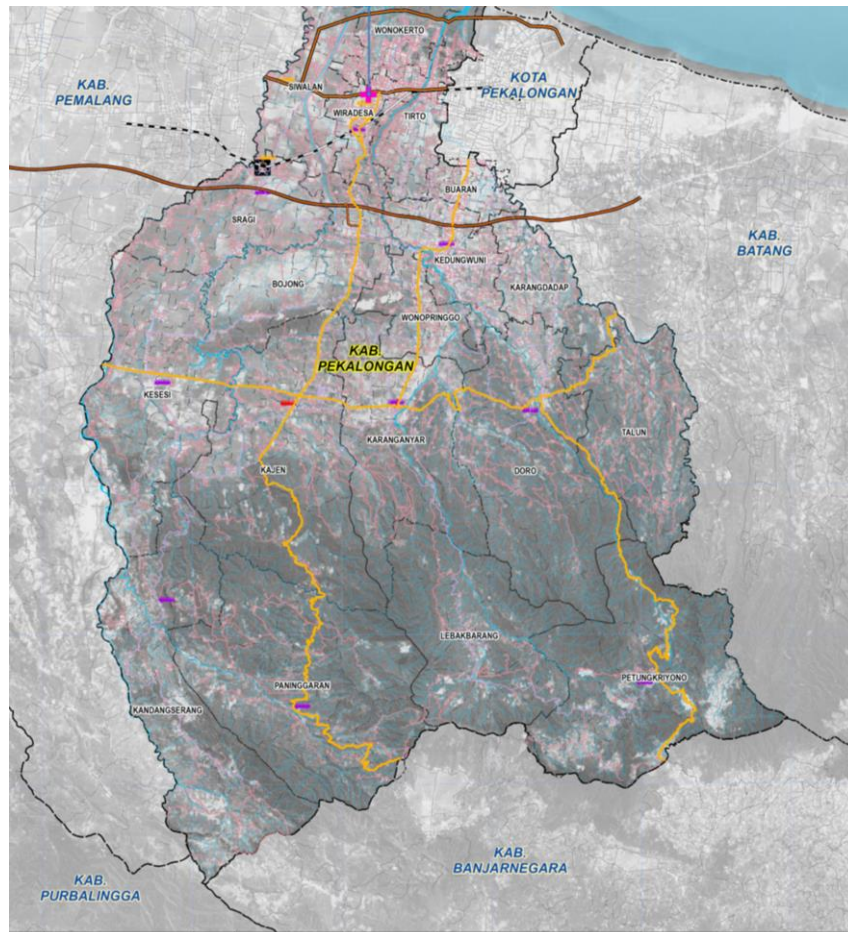 WONOKERTO
KAB.
PEMALANG
SIWALAN
KOTA
PEKALONGAN
WIRADESA
TIRTO
BUARAN
SRAGI
KAB.
BATANG
KEDUNGWUNI
BOJONG
KARANGDADAP
WONOPRINGGO
KAB.
PEKALONGAN
KESESI
TALUN
KARANGANYAR
KAJEN
DORO
LEBAKBARANG
PETUNGKRIYONO
PANINGGARAN
KANDANGSERANG
KAB.
BANJARNEGARA
KAB.
PURBALINGGA